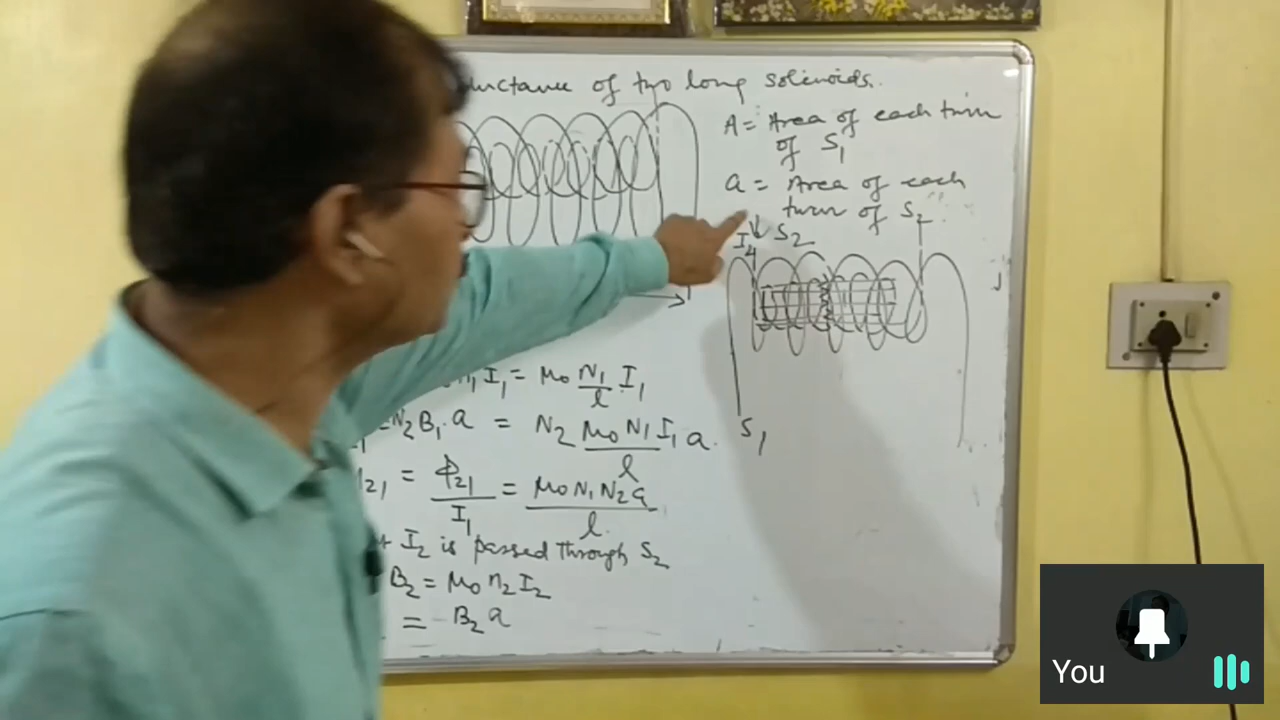 of two long solenoids.
A = Area of each turn
of S₁
a = Area of each
turn of S₂
I₂
S₂
S₁
I₁ = μ₀ N₁/l I₁
N₂ B₁ . a = N₂ μ₀ N₁ I₁ a. / l
₂₁ = Φ₂₁/I₁ = μ₀ N₁ N₂ a / l.
I₂ is passed through S₂
B₂ = μ₀ n₂ I₂
= B₂ a
You